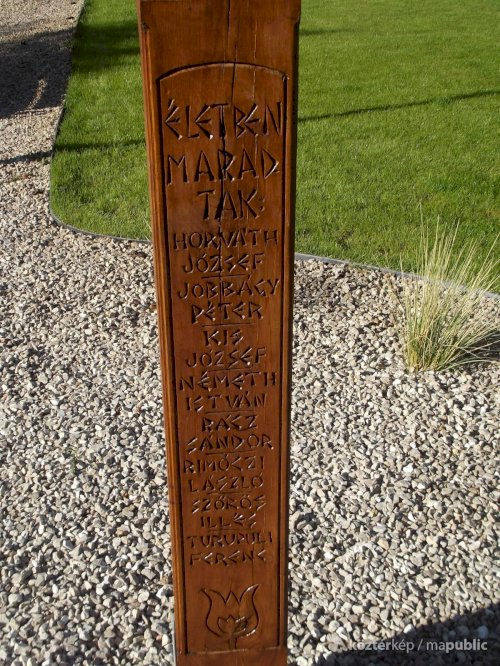 ÉLETBEN
MARAD
TAK:
HORVÁTH
JÓZSEF
JOBBÁGY
PÉTER
KIS
JÓZSEF
NÉMETH
ISTVÁN
RÁCZ
SÁNDOR
RIMÓCZI
LÁSZLÓ
SZŐRÖS
ILLÉS
TURUPULI
FERENC
köztérkép / mapublic